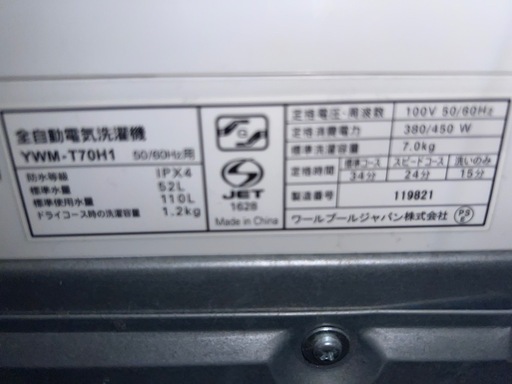 全自動電気洗濯機
YWM-T70H1 50/60Hz用
防水等級 IPX4
標準水量 52L
標準使用水量 110L
ドライコース時の洗濯容量 1.2kg
JET
1628
Made in China
定格電圧・周波数 100V 50/60Hz
定格消費電力 380/450 W
標準洗濯容量 7.0kg
定格時間 標準コース スピードコース 洗いのみ
34分 24分 15分
製造番号 119821
ワールプールジャパン株式会社 PSE